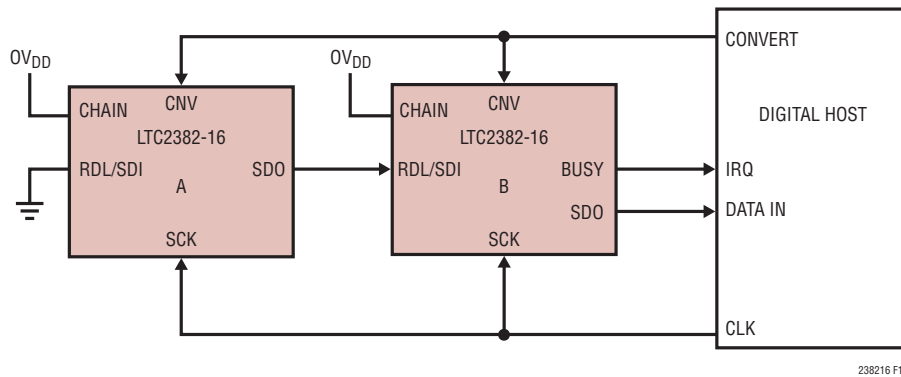 CONVERT
OVDD
OVDD
CHAIN
CNV
LTC2382-16
RDL/SDI
SDO
A
SCK
CHAIN
CNV
LTC2382-16
RDL/SDI
BUSY
B
SDO
SCK
DIGITAL HOST
IRQ
DATA IN
CLK
238216 F1